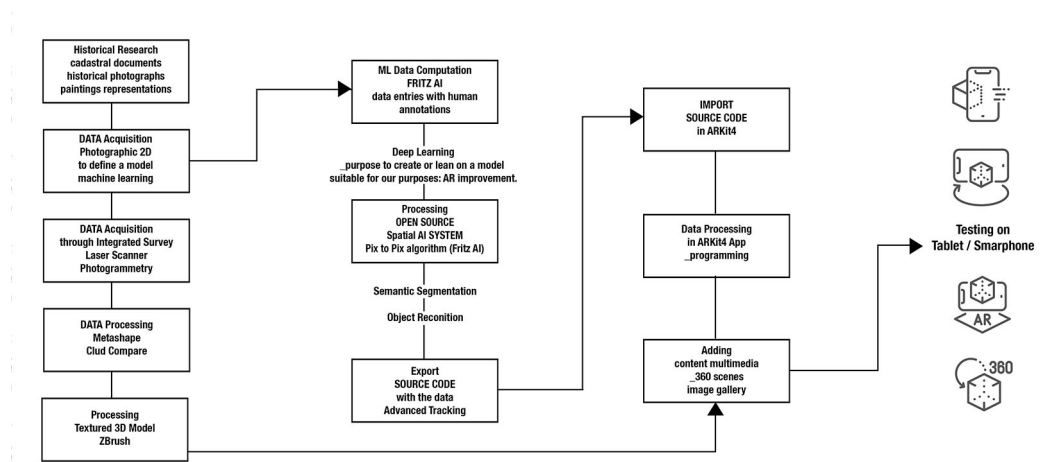 Historical Research
cadastral documents
historical photographs
paintings representations
DATA Acquisition
Photographic 2D
to define a model
machine learning
DATA Acquisition
through Integrated Survey
Laser Scanner
Photogrammetry
DATA Processing
Metashape
Clud Compare
Processing
Textured 3D Model
ZBrush
ML Data Computation
FRITZ AI
data entries with human
annotations
Deep Learning
_purpose to create or lean on a model
suitable for our purposes: AR improvement.
Processing
OPEN SOURCE
Spatial AI SYSTEM
Pix to Pix algorithm (Fritz AI)
Semantic Segmentation
Object Reconition
Export
SOURCE CODE
with the data
Advanced Tracking
IMPORT
SOURCE CODE
in ARKit4
Data Processing
in ARKit4 App
_programming
Adding
content multimedia
_360 scenes
image gallery
Testing on
Tablet / Smarphone
AR
360